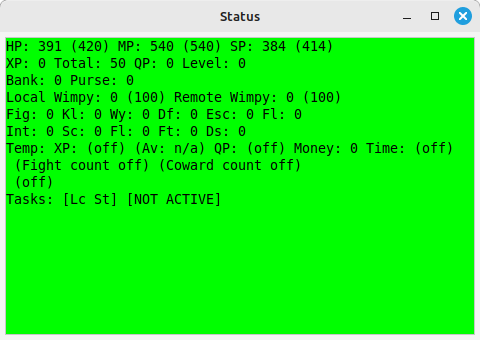 Status
HP: 391 (420) MP: 540 (540) SP: 384 (414)
XP: 0 Total: 50 QP: 0 Level: 0
Bank: 0 Purse: 0
Local Wimpy: 0 (100) Remote Wimpy: 0 (100)
Fig: 0 Kl: 0 Wy: 0 Df: 0 Esc: 0 Fl: 0
Int: 0 Sc: 0 Fl: 0 Ft: 0 Ds: 0
Temp: XP: (off) (Av: n/a) QP: (off) Money: 0 Time: (off)
(Fight count off) (Coward count off)
(off)
Tasks: [Lc St] [NOT ACTIVE]